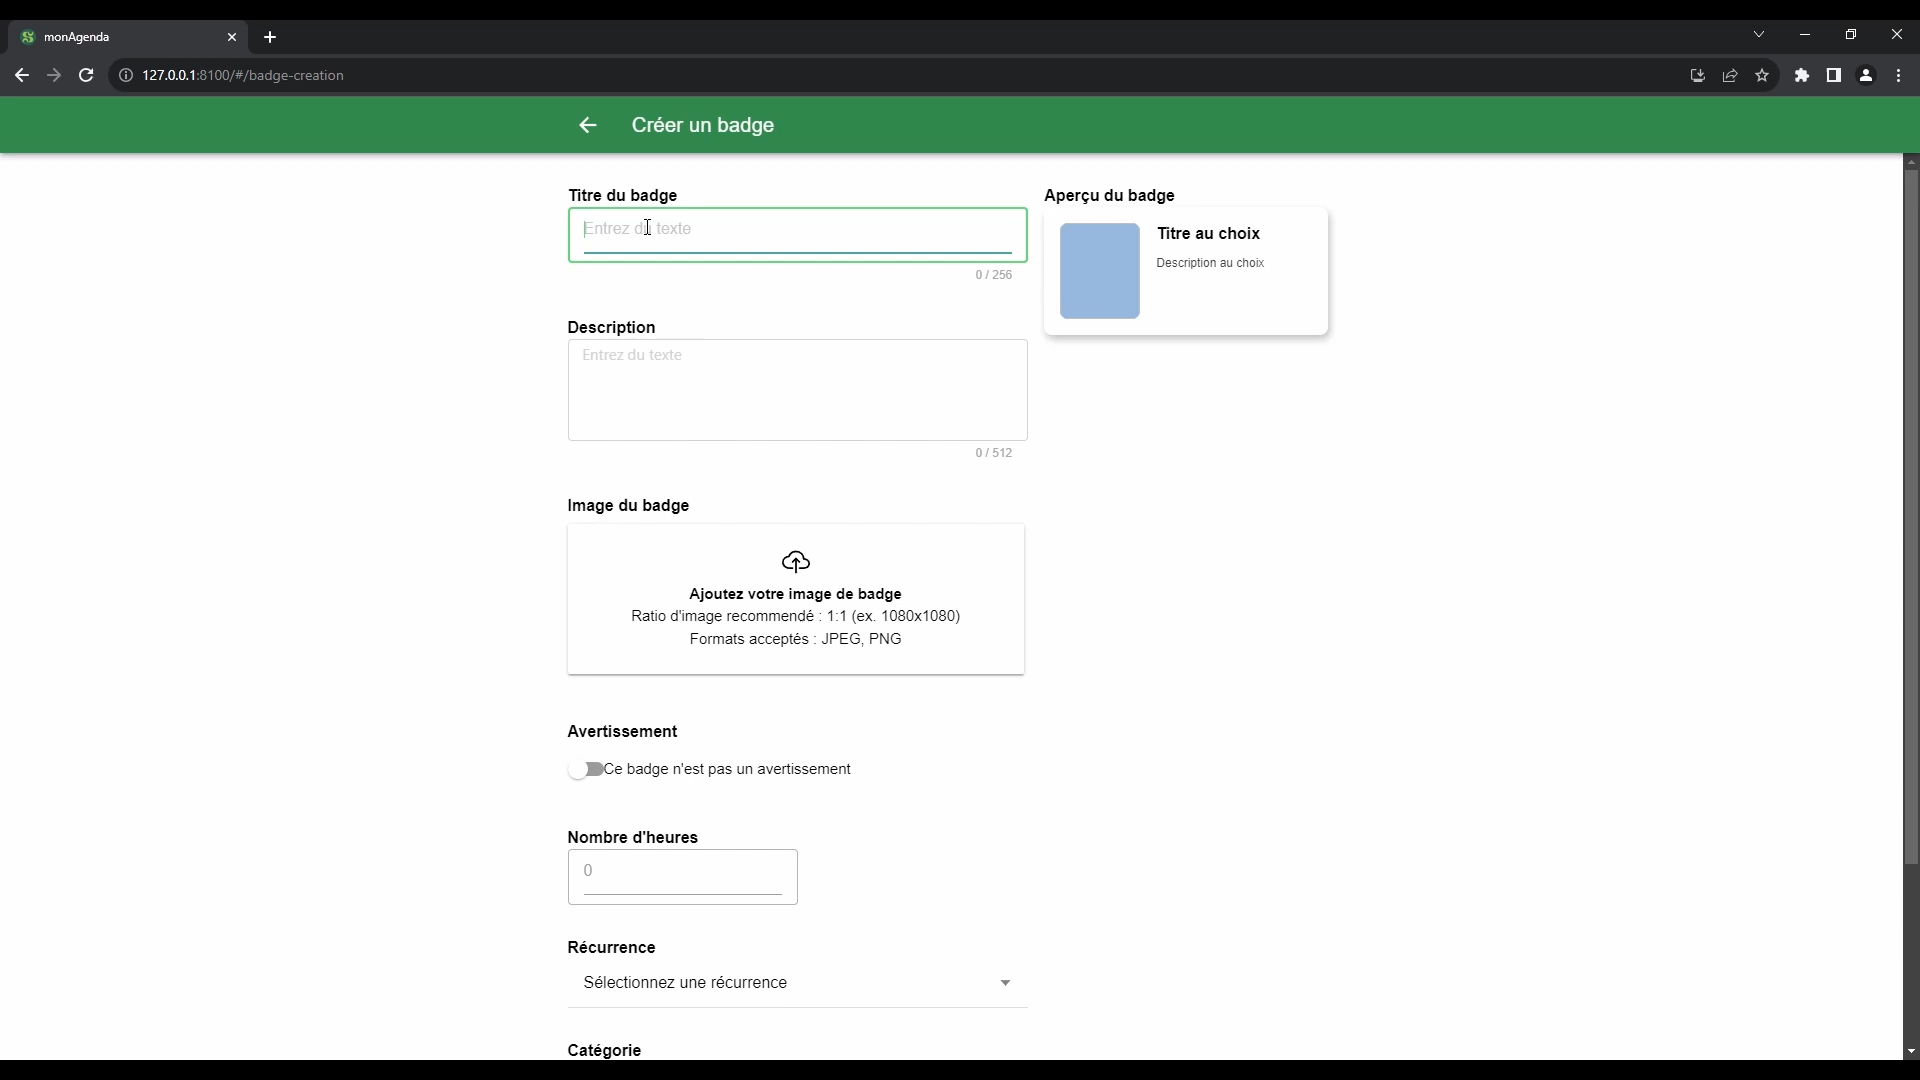 monAgenda
127.0.0.1:8100/#/badge-creation
Créer un badge
Titre du badge
Entrez du texte
0 / 256
Aperçu du badge
Titre au choix
Description au choix
Description
Entrez du texte
0 / 512
Image du badge
Ajoutez votre image de badge
Ratio d'image recommendé : 1:1 (ex. 1080x1080)
Formats acceptés : JPEG, PNG
Avertissement
Ce badge n'est pas un avertissement
Nombre d'heures
0
Récurrence
Sélectionnez une récurrence
Catégorie